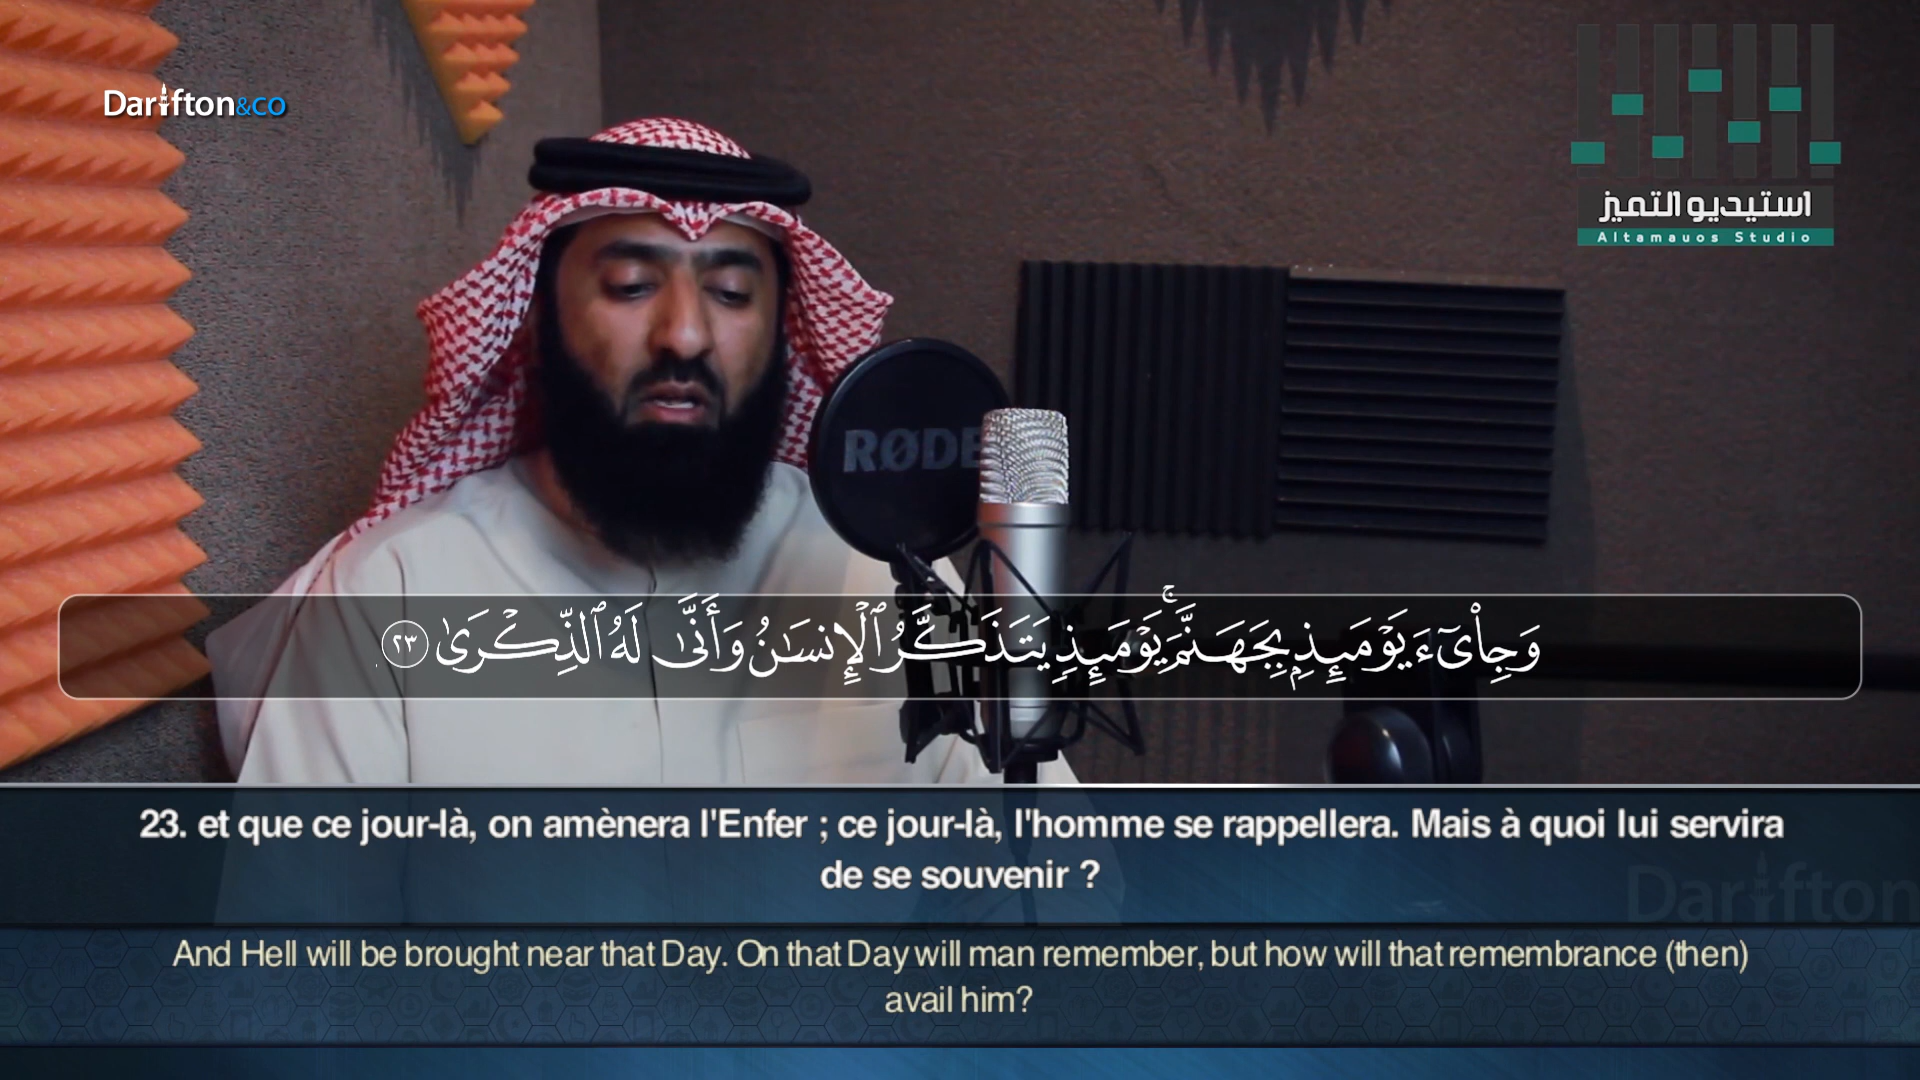 Darifton&co
استيديو التميز
Altamauos Studio
RØDE
وَجِا۟ىٓءَ يَوۡمَئِذِۭ بِجَهَنَّمَۚ يَوۡمَئِذٖ يَتَذَكَّرُ ٱلۡإِنسَٰنُ وَأَنَّىٰ لَهُ ٱلذِّكۡرَىٰ ٢٣
23. et que ce jour-là, on amènera l'Enfer ; ce jour-là, l'homme se rappellera. Mais à quoi lui servira
de se souvenir ?
Darifton
And Hell will be brought near that Day. On that Day will man remember, but how will that remembrance (then)
avail him?